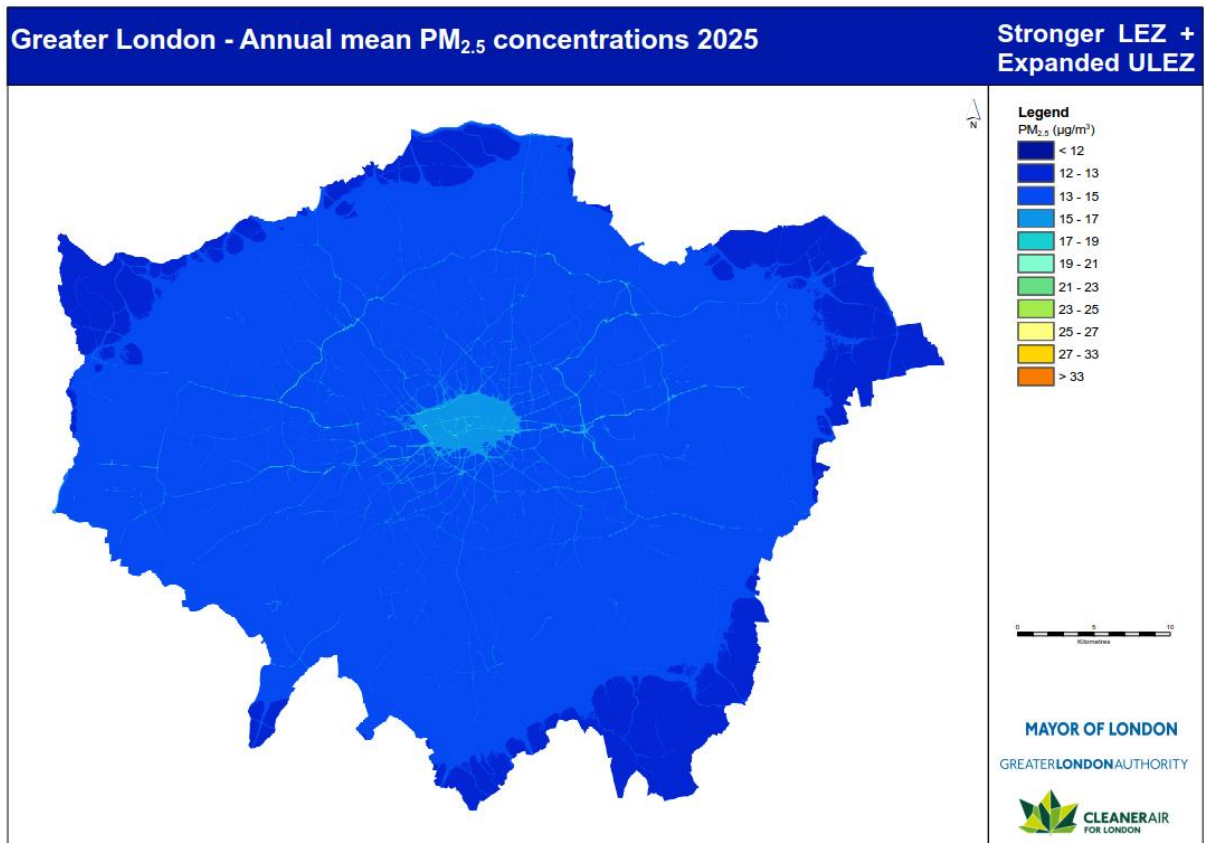 Greater London - Annual mean PM2.5 concentrations 2025
Stronger LEZ +
Expanded ULEZ
N
Legend
PM2.5 (µg/m³)
< 12
12 - 13
13 - 15
15 - 17
17 - 19
19 - 21
21 - 23
23 - 25
25 - 27
27 - 33
> 33
0 5 10
Kilometres
MAYOR OF LONDON
GREATERLONDONAUTHORITY
CLEANERAIR
FOR LONDON